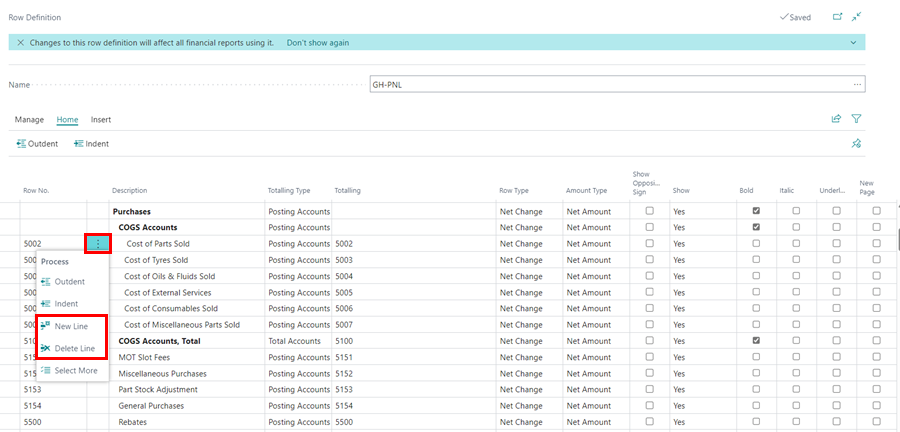 Row Definition
Saved
Changes to this row definition will affect all financial reports using it. Don't show again
Name GH-PNL ...
Manage Home Insert
Outdent Indent
Row No. Description Totalling Type Totalling Row Type Amount Type Show Opposi... Sign Show Bold Italic Underl... New Page
Purchases Posting Accounts Net Change Net Amount Yes
COGS Accounts Posting Accounts Net Change Net Amount Yes
5002 Cost of Parts Sold Posting Accounts 5002 Net Change Net Amount Yes
500 Cost of Tyres Sold Posting Accounts 5003 Net Change Net Amount Yes
Process
500 Cost of Oils & Fluids Sold Posting Accounts 5004 Net Change Net Amount Yes
Outdent
500 Cost of External Services Posting Accounts 5005 Net Change Net Amount Yes
Indent
500 Cost of Consumables Sold Posting Accounts 5006 Net Change Net Amount Yes
New Line
500 Cost of Miscellaneous Parts Sold Posting Accounts 5007 Net Change Net Amount Yes
510 COGS Accounts, Total Total Accounts 5100 Net Change Net Amount Yes
Delete Line
515 MOT Slot Fees Posting Accounts 5151 Net Change Net Amount Yes
Select More
515 Miscellaneous Purchases Posting Accounts 5152 Net Change Net Amount Yes
5153 Part Stock Adjustment Posting Accounts 5153 Net Change Net Amount Yes
5154 General Purchases Posting Accounts 5154 Net Change Net Amount Yes
5500 Rebates Posting Accounts 5500 Net Change Net Amount Yes